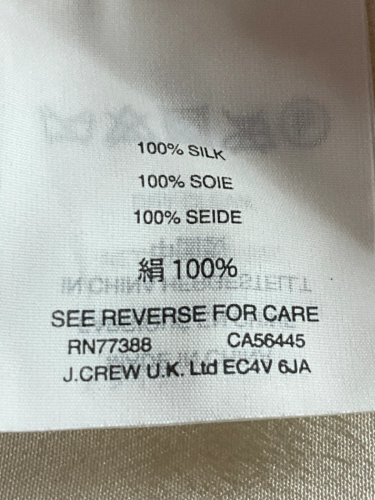 100% SILK
100% SOIE
100% SEIDE
絹 100%
SEE REVERSE FOR CARE
RN77388 CA56445
J.CREW U.K. Ltd EC4V 6JA